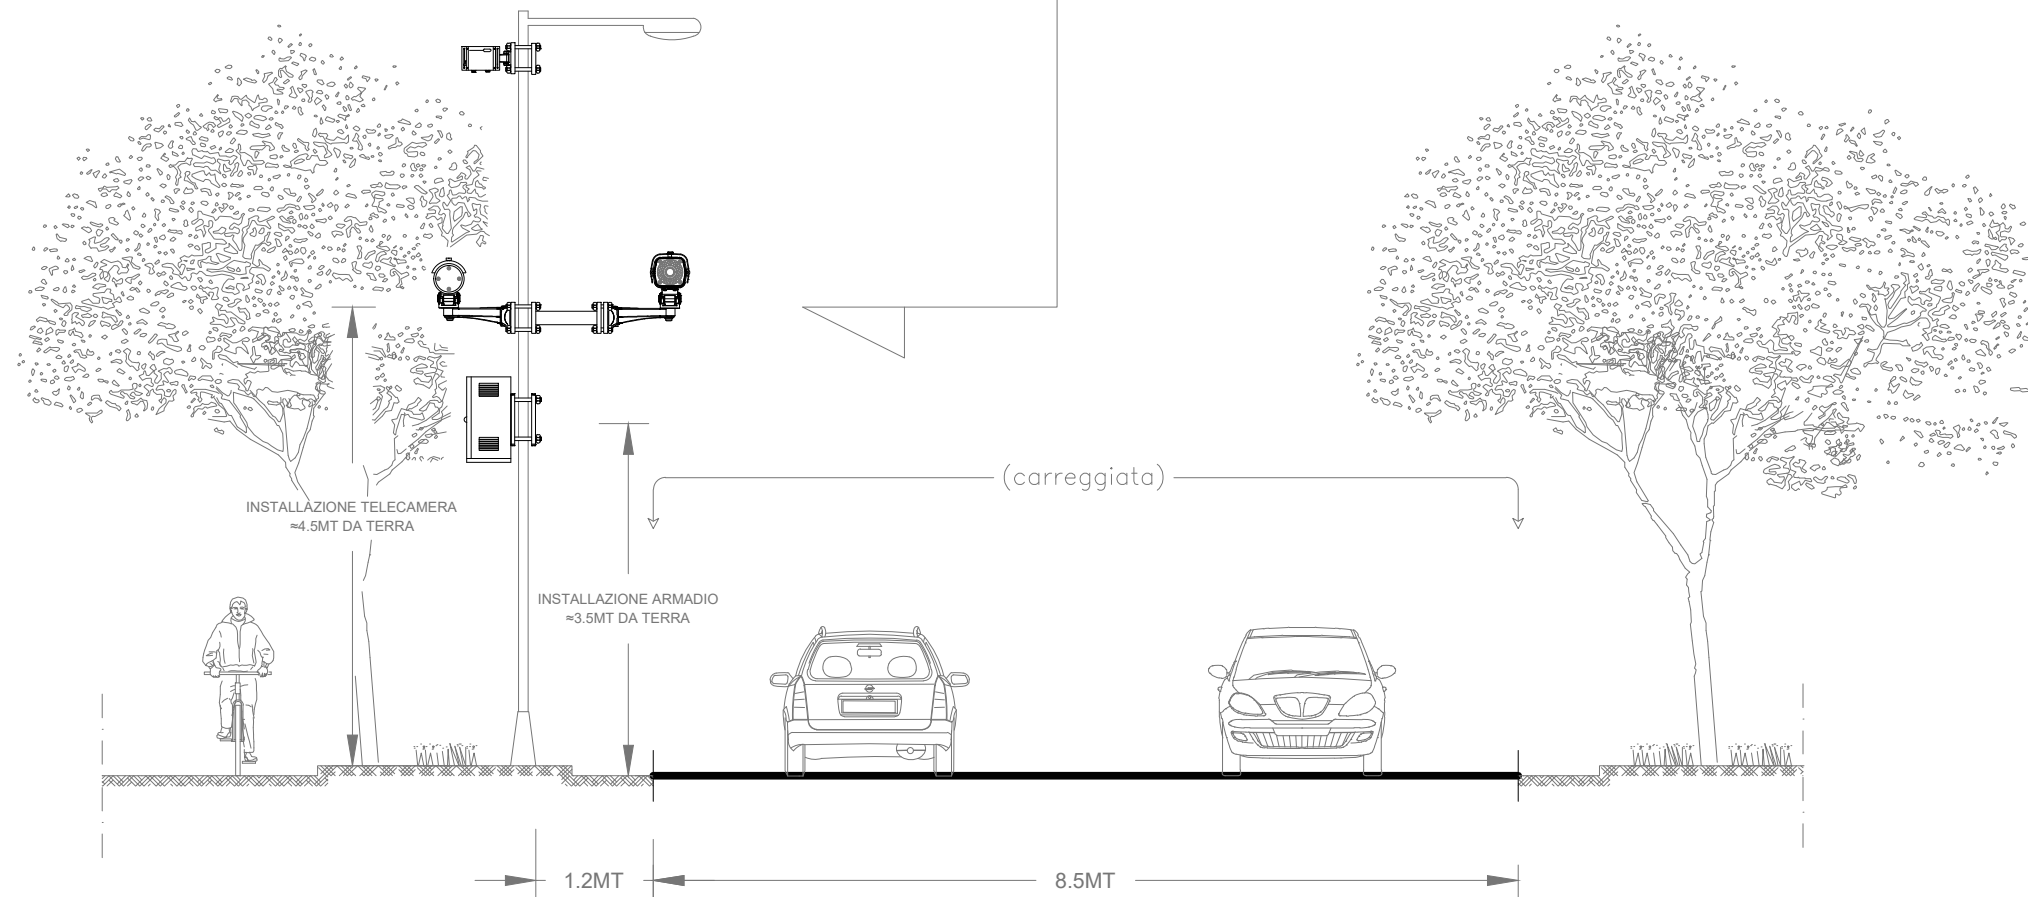 (carreggiata)
INSTALLAZIONE TELECAMERA
≈4.5MT DA TERRA
INSTALLAZIONE ARMADIO
≈3.5MT DA TERRA
1.2MT
8.5MT